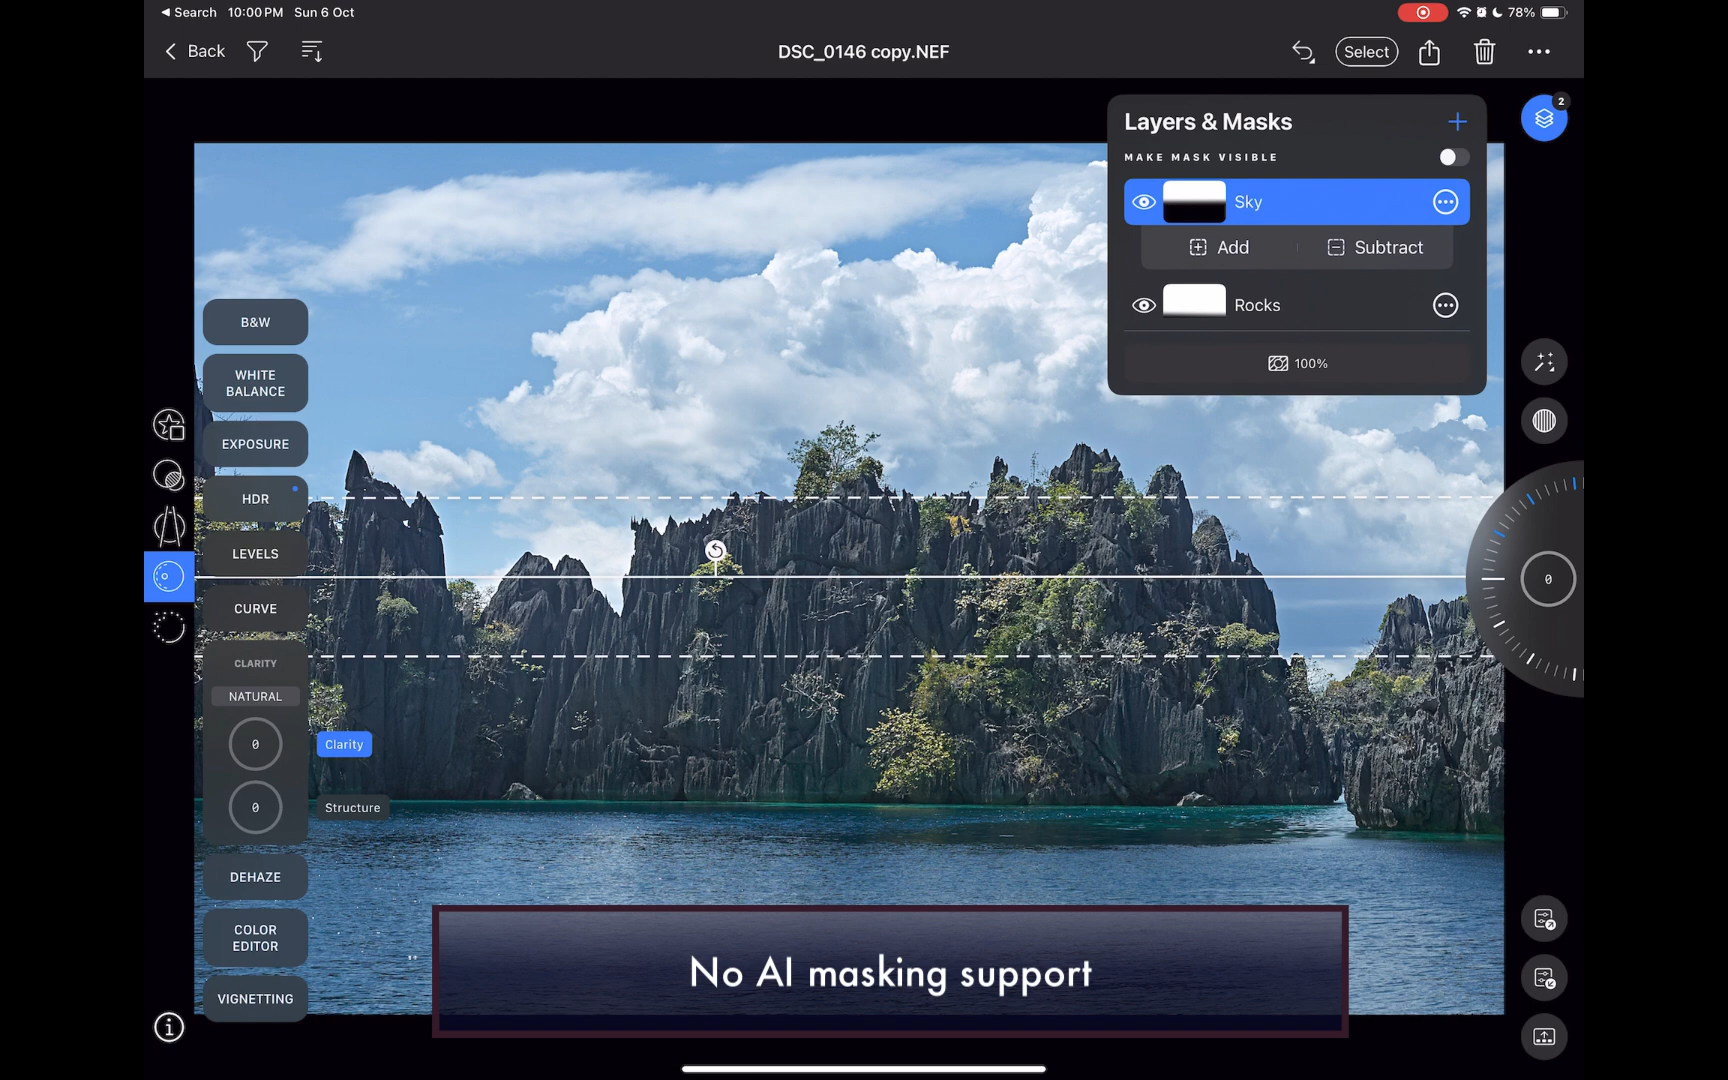 Search 10:00 PM Sun 6 Oct
78%
Back
DSC_0146 copy.NEF
Select
2
Layers & Masks
MAKE MASK VISIBLE
Sky
Add
Subtract
Rocks
100%
B&W
WHITE
BALANCE
EXPOSURE
HDR
LEVELS
CURVE
CLARITY
NATURAL
0
Clarity
0
Structure
DEHAZE
COLOR
EDITOR
VIGNETTING
0
No AI masking support